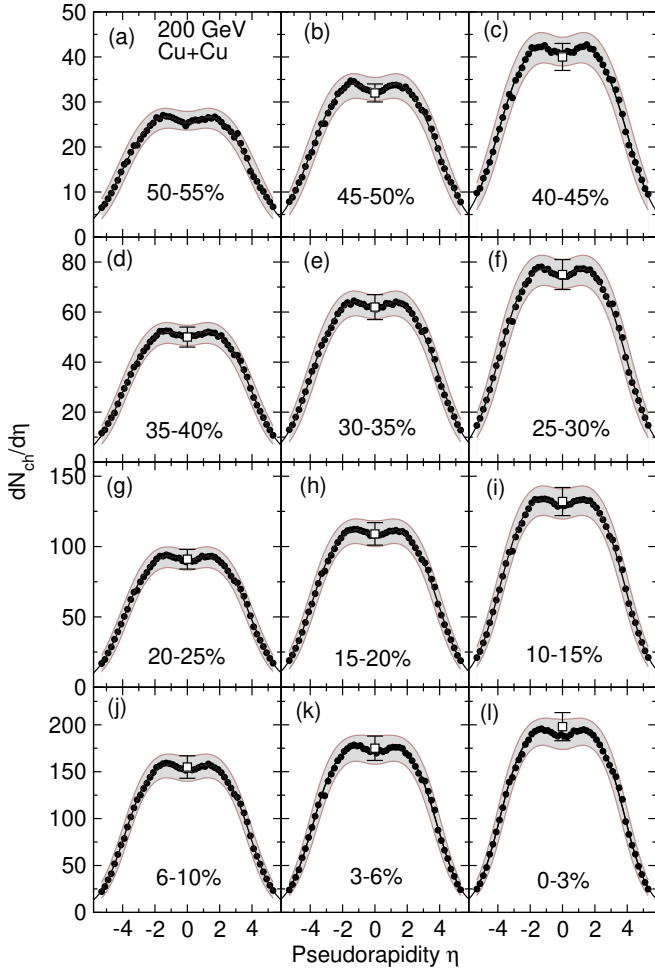 50
40
30
20
10
0
(a)
200 GeV
Cu+Cu
50-55%
(b)
45-50%
(c)
40-45%
80
60
40
20
0
(d)
35-40%
(e)
30-35%
(f)
25-30%
dN_ch/dη
150
100
50
0
(g)
20-25%
(h)
15-20%
(i)
10-15%
200
150
100
50
0
(j)
6-10%
(k)
3-6%
(l)
0-3%
-4 -2 0 2 4
-4 -2 0 2 4
-4 -2 0 2 4
Pseudorapidity η